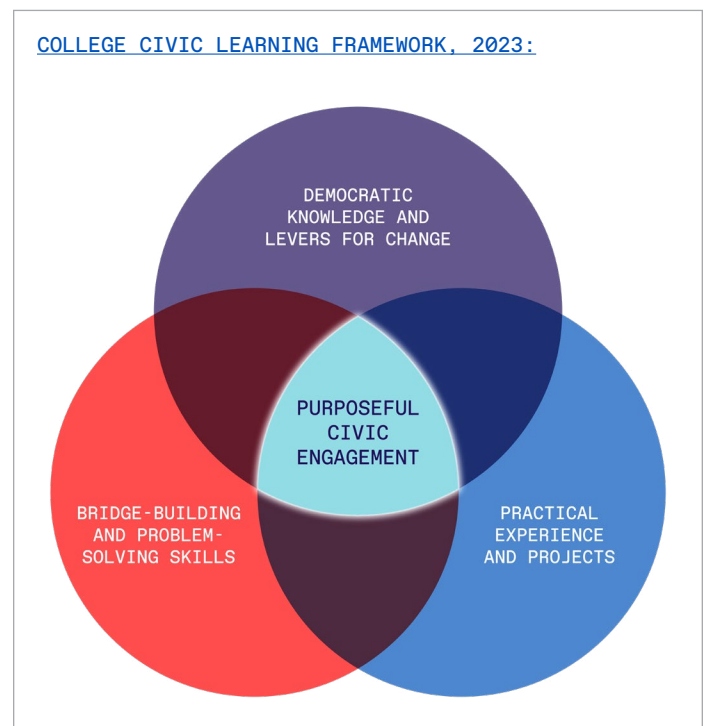 COLLEGE CIVIC LEARNING FRAMEWORK, 2023:
DEMOCRATIC
KNOWLEDGE AND
LEVERS FOR CHANGE
PURPOSEFUL
CIVIC
ENGAGEMENT
BRIDGE-BUILDING
AND PROBLEM-
SOLVING SKILLS
PRACTICAL
EXPERIENCE
AND PROJECTS